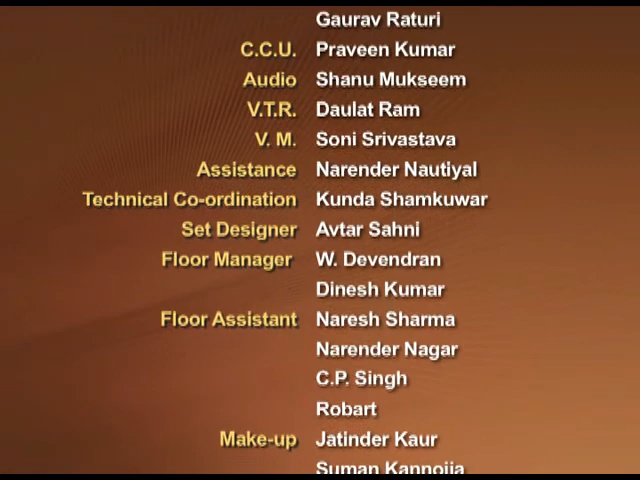 Gaurav Raturi
C.C.U. Praveen Kumar
Audio Shanu Mukseem
V.T.R. Daulat Ram
V. M. Soni Srivastava
Assistance Narender Nautiyal
Technical Co-ordination Kunda Shamkuwar
Set Designer Avtar Sahni
Floor Manager W. Devendran
Dinesh Kumar
Floor Assistant Naresh Sharma
Narender Nagar
C.P. Singh
Robart
Make-up Jatinder Kaur
Suman Kannojia